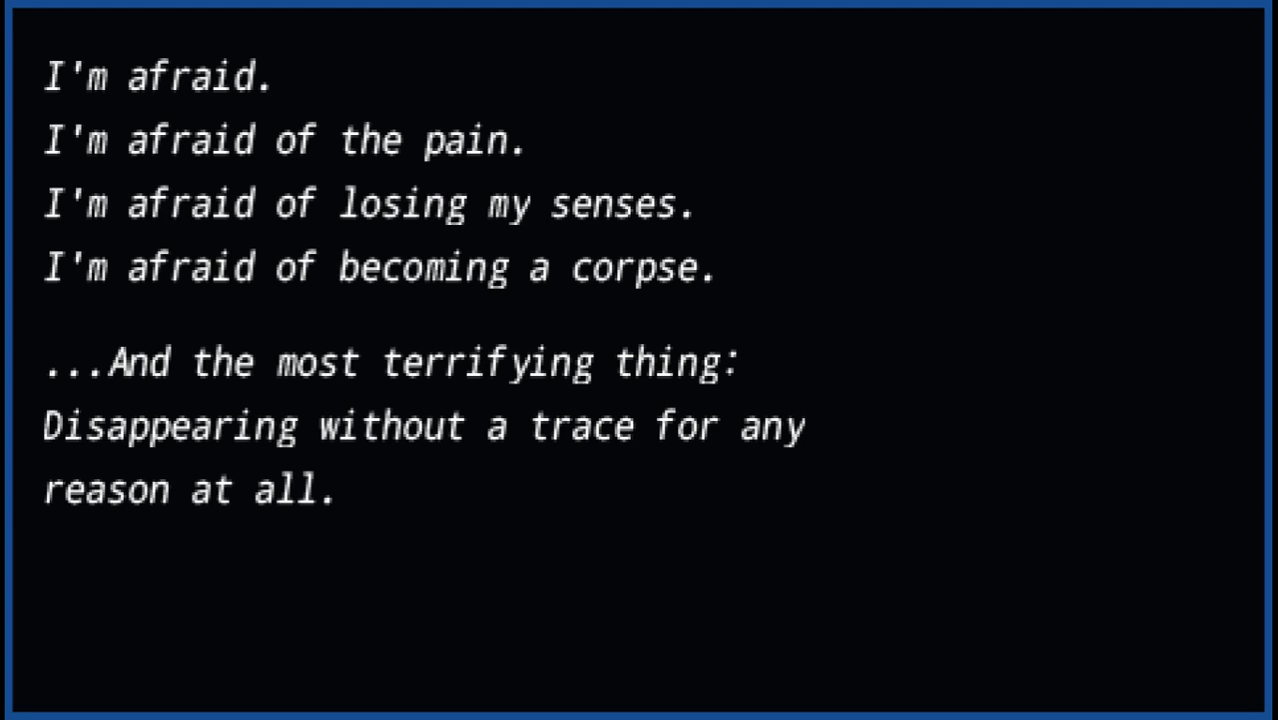 I'm afraid.
I'm afraid of the pain.
I'm afraid of losing my senses.
I'm afraid of becoming a corpse.
...And the most terrifying thing:
Disappearing without a trace for any
reason at all.